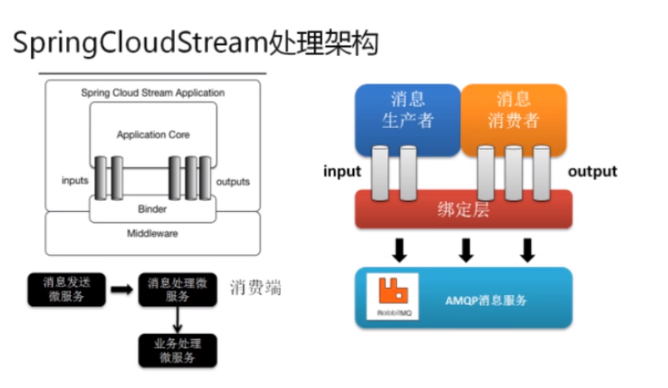 SpringCloudStream处理架构
Spring Cloud Stream Application
Application Core
inputs
outputs
Binder
Middleware
消息发送
微服务
消息处理微
服务
消费端
业务处理
微服务
消息
生产者
消息
消费者
input
output
绑定层
RabbitMQ
AMQP消息服务